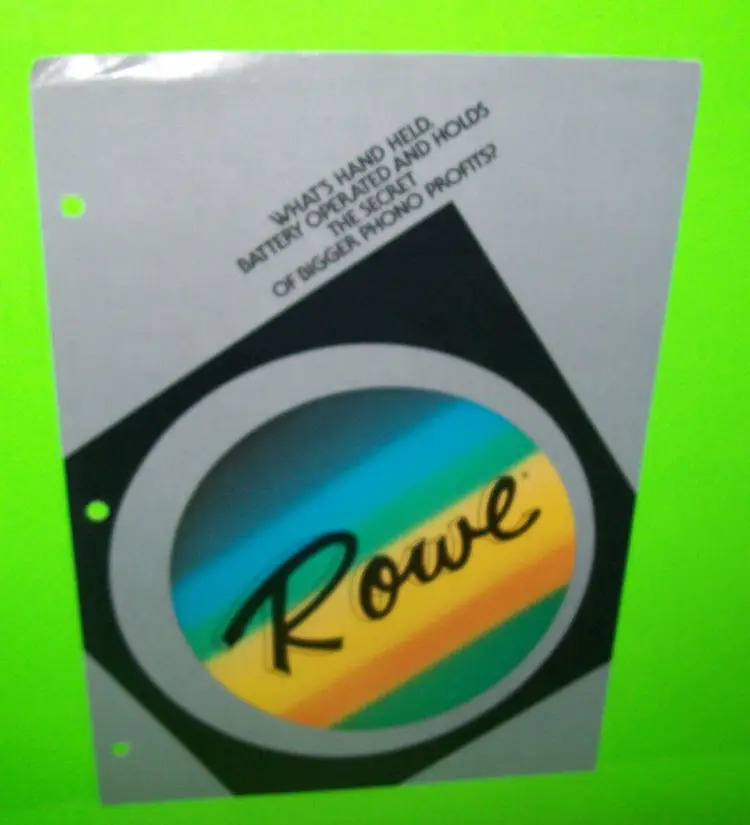 WHAT'S HAND HELD,
BATTERY OPERATED AND HOLDS
THE SECRET
OF BIGGER PHONO PROFITS?
Rowe